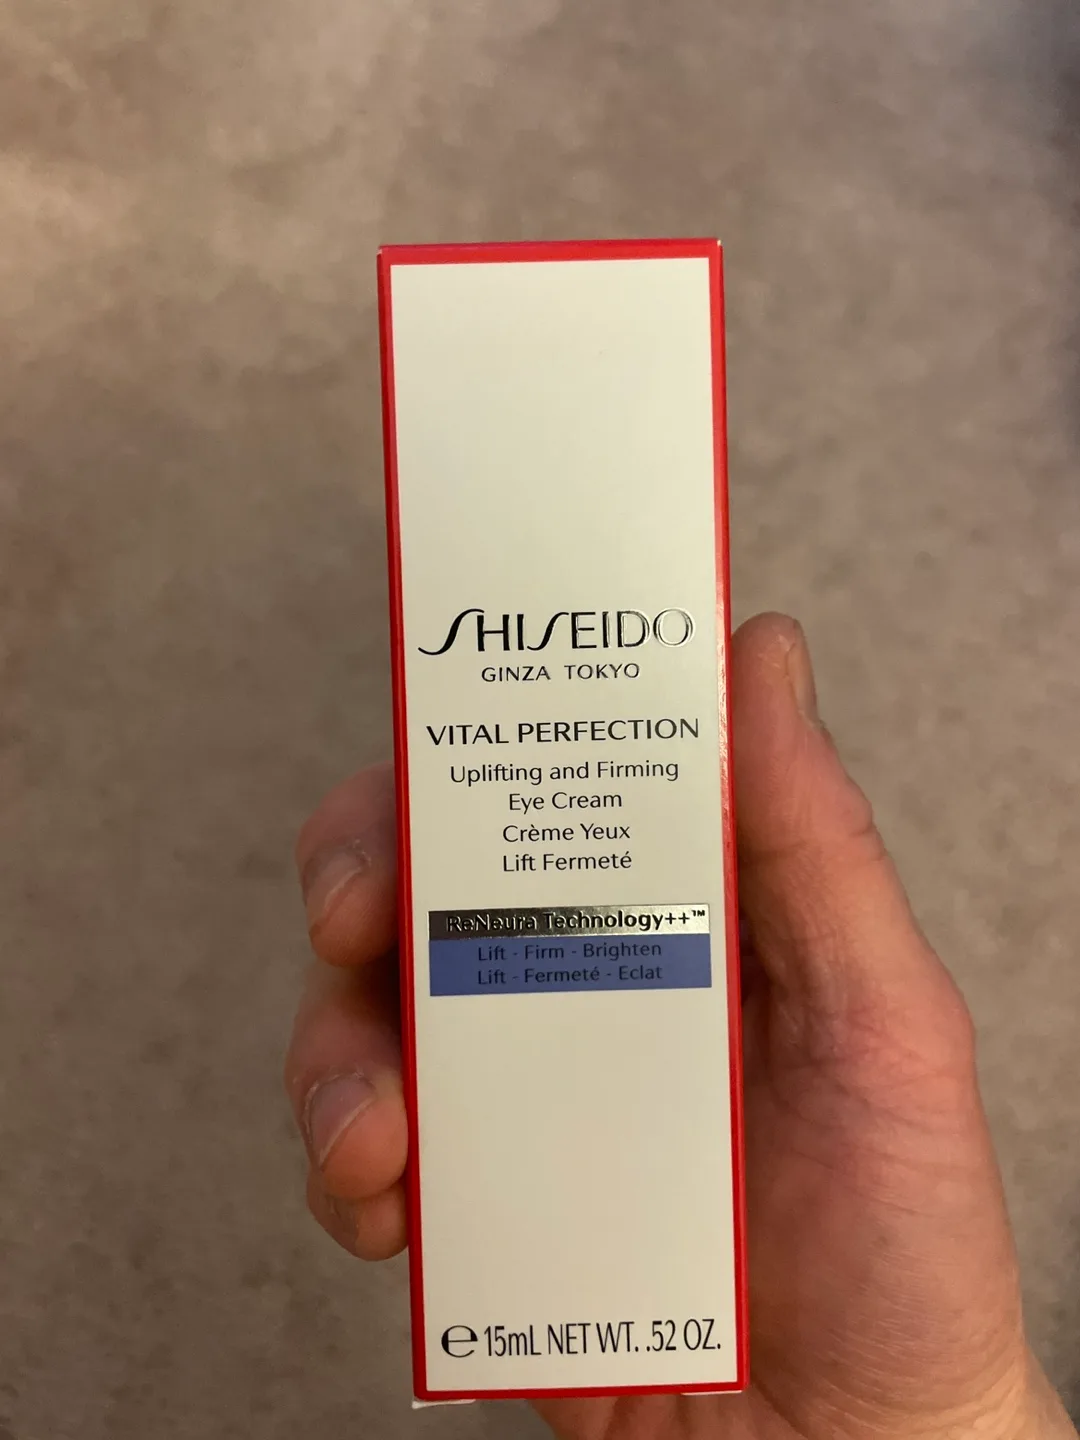 SHISEIDO
GINZA TOKYO
VITAL PERFECTION
Uplifting and Firming
Eye Cream
Crème Yeux
Lift Fermeté
ReNeura Technology++™
Lift - Firm - Brighten
Lift - Fermeté - Eclat
℮ 15mL NET WT. .52 OZ.